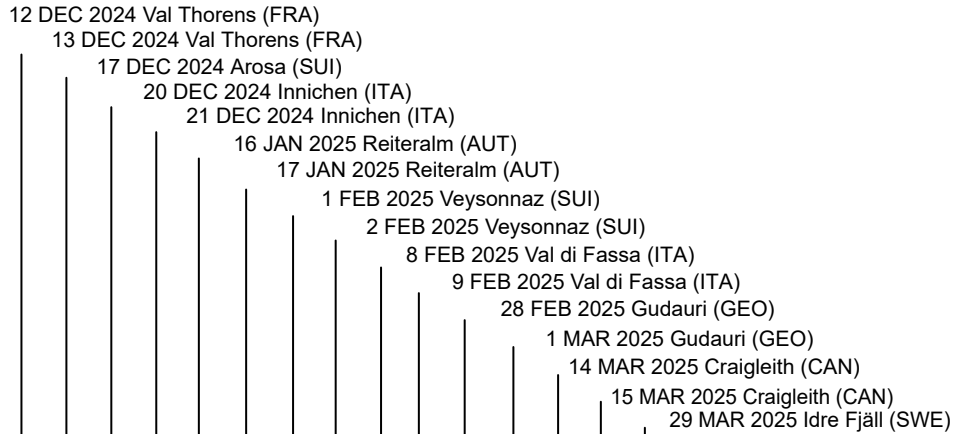 12 DEC 2024 Val Thorens (FRA)
13 DEC 2024 Val Thorens (FRA)
17 DEC 2024 Arosa (SUI)
20 DEC 2024 Innichen (ITA)
21 DEC 2024 Innichen (ITA)
16 JAN 2025 Reiteralm (AUT)
17 JAN 2025 Reiteralm (AUT)
1 FEB 2025 Veysonnaz (SUI)
2 FEB 2025 Veysonnaz (SUI)
8 FEB 2025 Val di Fassa (ITA)
9 FEB 2025 Val di Fassa (ITA)
28 FEB 2025 Gudauri (GEO)
1 MAR 2025 Gudauri (GEO)
14 MAR 2025 Craigleith (CAN)
15 MAR 2025 Craigleith (CAN)
29 MAR 2025 Idre Fjäll (SWE)